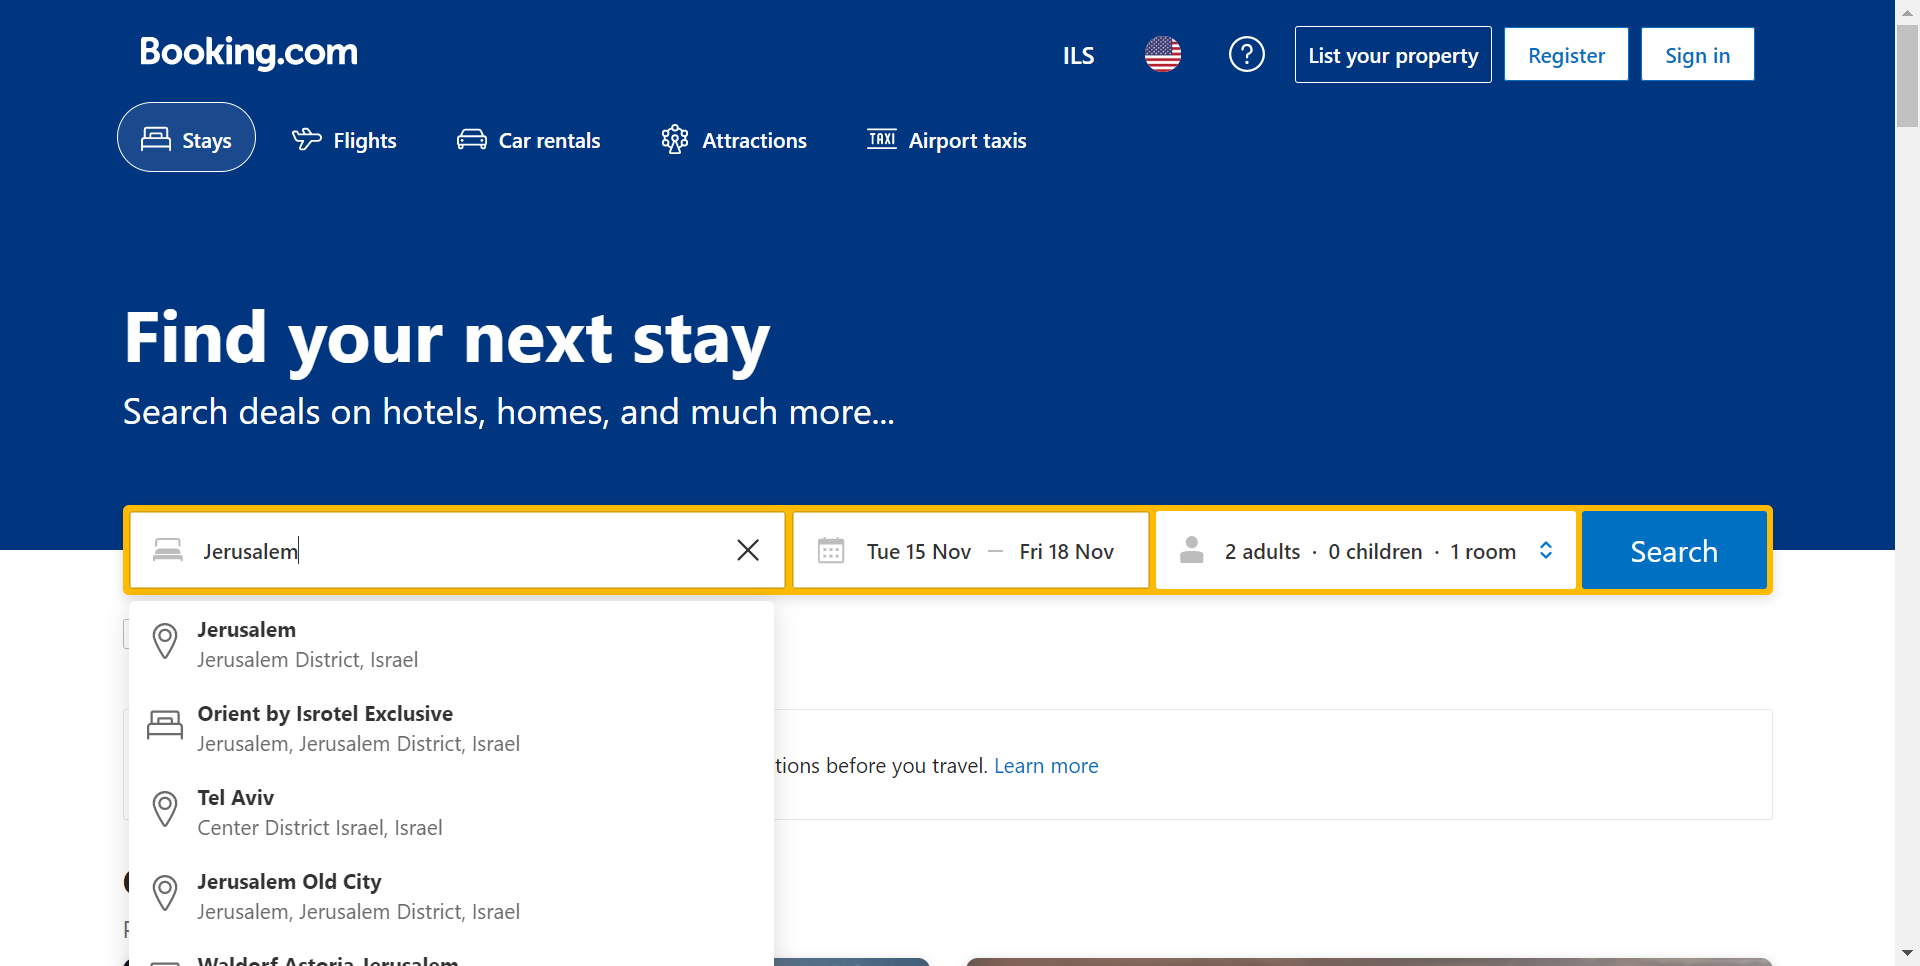 Booking.com
ILS
?
List your property
Register
Sign in
Stays
Flights
Car rentals
Attractions
TAXI Airport taxis
Find your next stay
Search deals on hotels, homes, and much more...
Jerusalem
Tue 15 Nov — Fri 18 Nov
2 adults · 0 children · 1 room
Search
Jerusalem
Jerusalem District, Israel
Orient by Isrotel Exclusive
Jerusalem, Jerusalem District, Israel
tions before you travel. Learn more
Tel Aviv
Center District Israel, Israel
Jerusalem Old City
Jerusalem, Jerusalem District, Israel
Waldorf Astoria Jerusalem